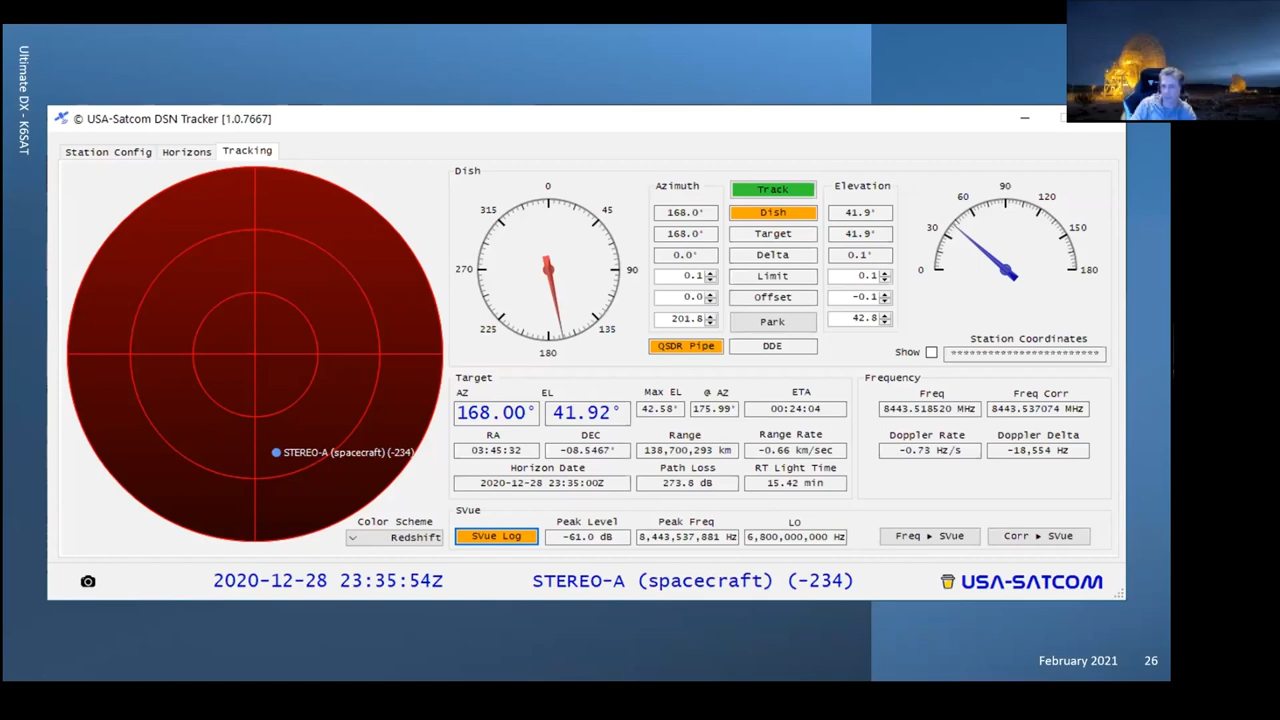 Ultimate DX - K6SAT
© USA-Satcom DSN Tracker [1.0.7667]
Station Config Horizons Tracking
Dish
0
45
90
135
180
225
270
315
Azimuth Track Elevation
168.0° Dish 41.9°
168.0° Target 41.9°
0.0° Delta 0.1°
0.1 Limit 0.1
0.0 Offset -0.1
201.8 Park 42.8
QSDR Pipe DDE
0
30
60
90
120
150
180
Station Coordinates
Show *************************
STEREO-A (spacecraft) (-234)
Color Scheme
Redshift
Target
AZ EL Max EL @ AZ ETA
168.00° 41.92° 42.58° 175.99° 00:24:04
RA DEC Range Range Rate
03:45:32 -08.5467° 138,700,293 km -0.66 km/sec
Horizon Date Path Loss RT Light Time
2020-12-28 23:35:00Z 273.8 dB 15.42 min
Frequency
Freq Freq Corr
8443.518520 MHz 8443.537074 MHz
Doppler Rate Doppler Delta
-0.73 Hz/s -18,554 Hz
SVue
Peak Level Peak Freq LO
SVue Log -61.0 dB 8,443,537,881 Hz 6,800,000,000 Hz
Freq ▸ SVue Corr ▸ SVue
2020-12-28 23:35:54Z STEREO-A (spacecraft) (-234) USA-SATCOM
February 2021 26